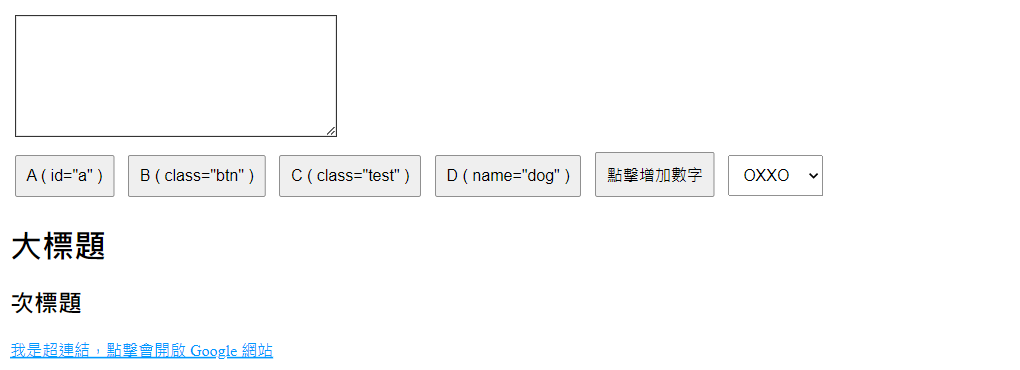 A ( id="a" ) B ( class="btn" ) C ( class="test" ) D ( name="dog" ) 點擊增加數字 OXXO
大標題
次標題
我是超連結，點擊會開啟 Google 網站